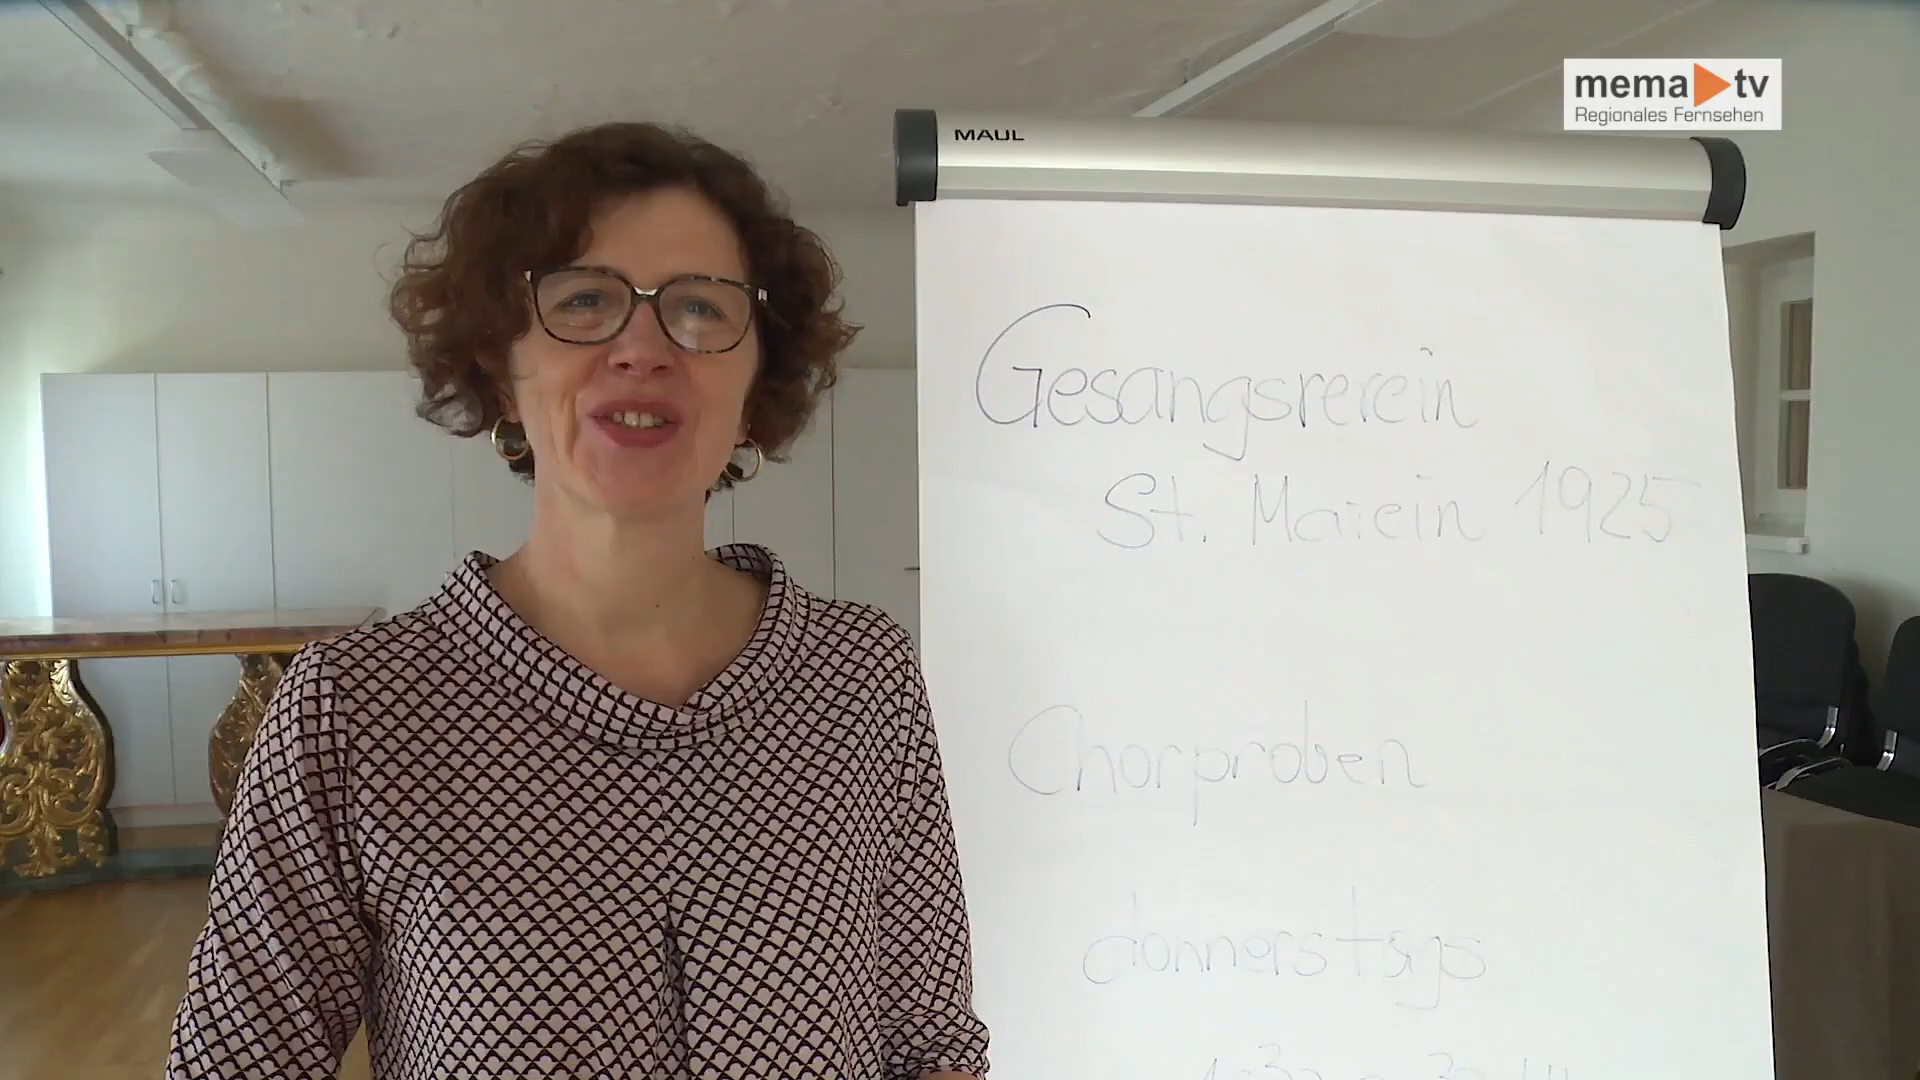 mema tv
Regionales Fernsehen
MAUL
Gesangsverein
St. Marein 1925
Chorproben
donnerstags